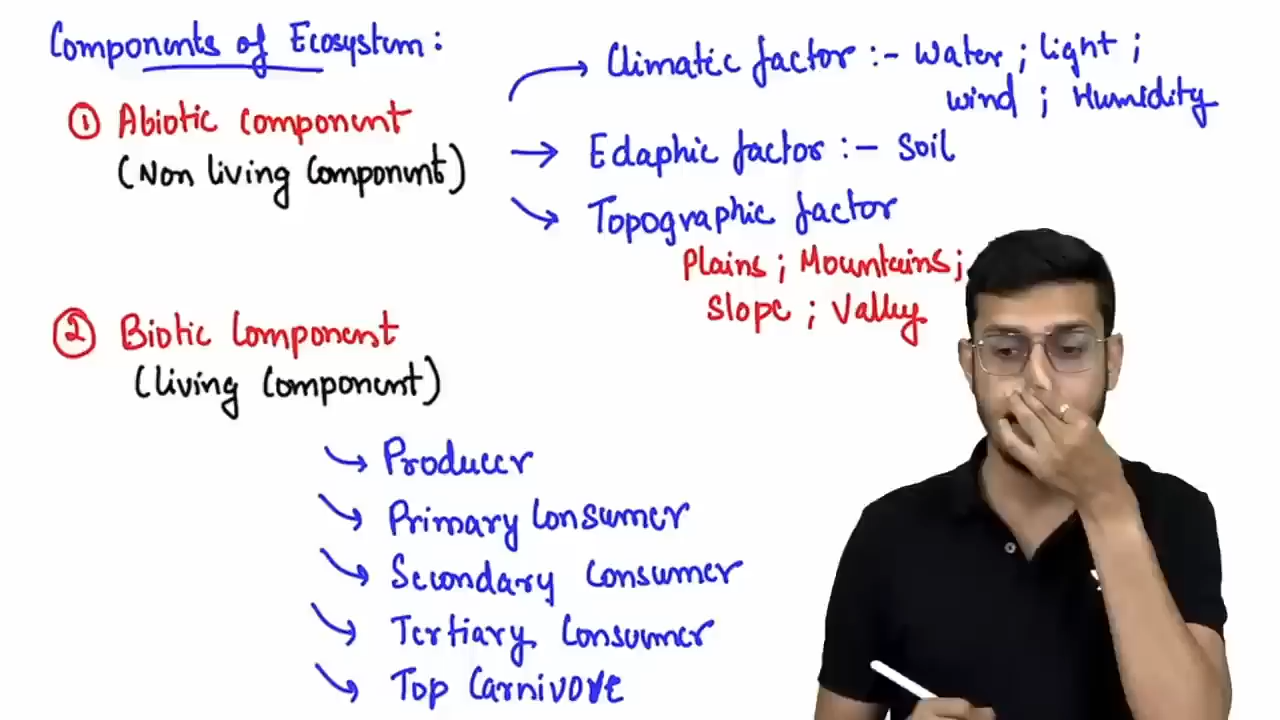 Components of Ecosystem:
① Abiotic component
(Non living Component)
Climatic factor :- Water ; light ;
wind ; Humidity
Edaphic factor :- Soil
Topographic factor
Plains ; Mountains ;
Slope ; Valley
② Biotic Component
(living Component)
Producer
Primary Consumer
Secondary Consumer
Tertiary Consumer
Top Carnivore